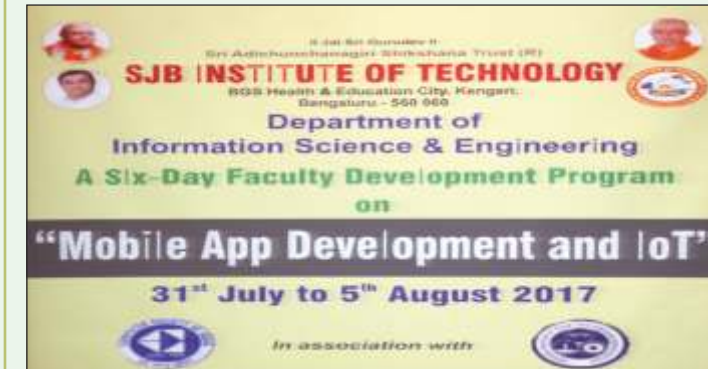 || Jai Sri Gurudev ||
Sri Adichunchanagiri Shikshana Trust (R)
SJB INSTITUTE OF TECHNOLOGY
BGS Health & Education City, Kengeri,
Bengaluru - 560 060
Department of
Information Science & Engineering
A Six-Day Faculty Development Program
on
“Mobile App Development and IoT”
31st July to 5th August 2017
In association with